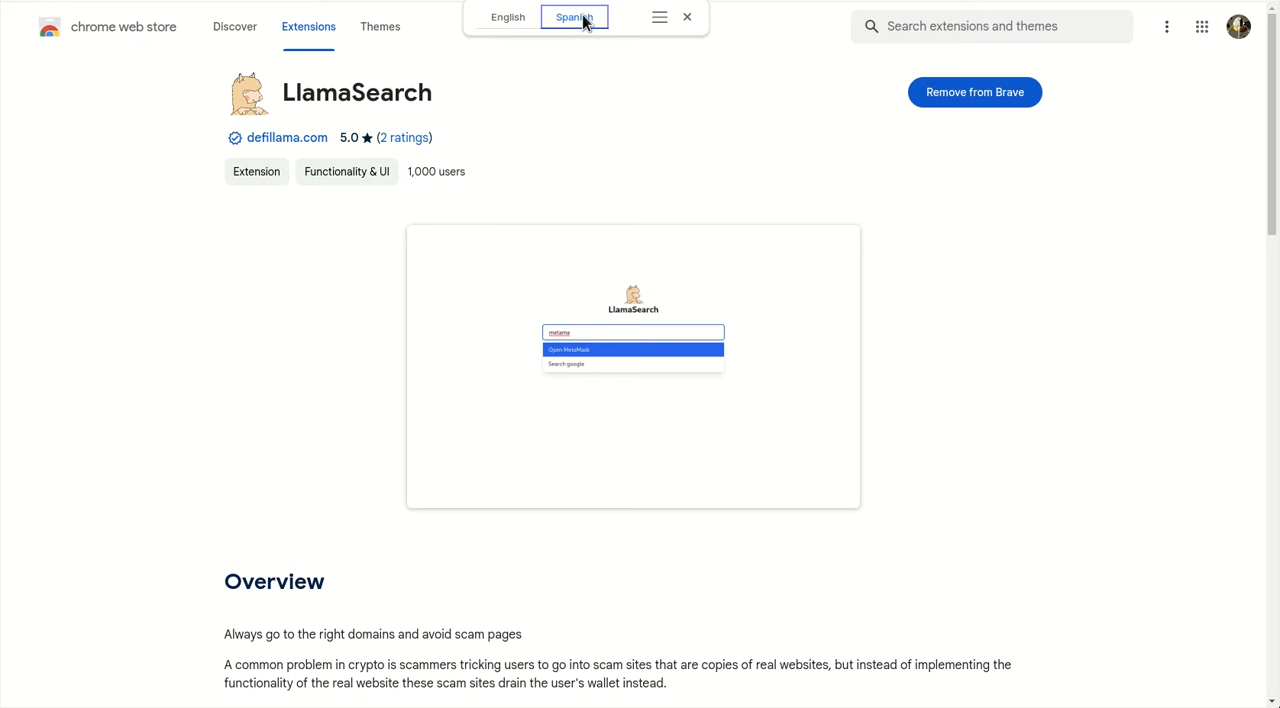 chrome web store
Discover
Extensions
Themes
English
Spanish
Search extensions and themes
LlamaSearch
Remove from Brave
defillama.com 5.0 ★ (2 ratings)
Extension
Functionality & UI
1,000 users
LlamaSearch
metama
Open MetaMask
Search google
Overview
Always go to the right domains and avoid scam pages
A common problem in crypto is scammers tricking users to go into scam sites that are copies of real websites, but instead of implementing the
functionality of the real website these scam sites drain the user's wallet instead.